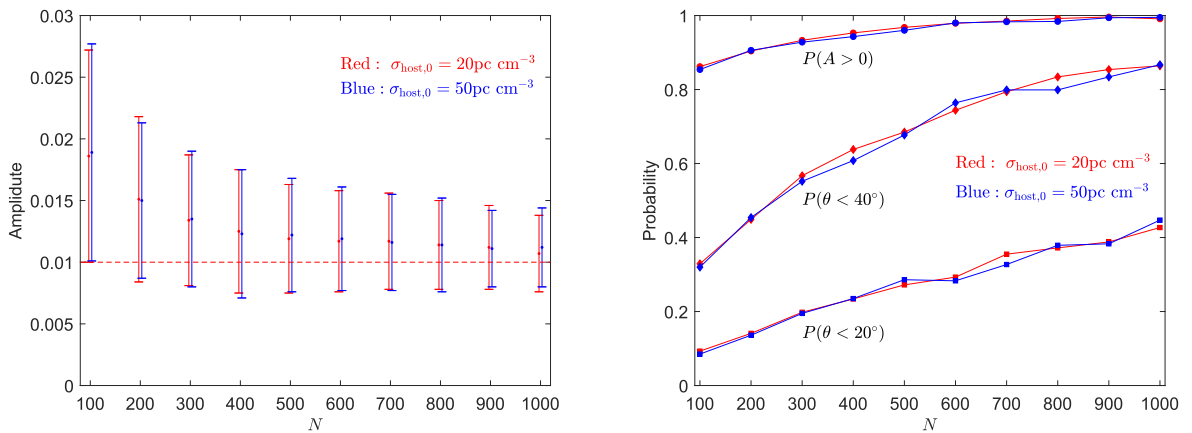 0.03
0.025
0.02
0.015
0.01
0.005
0
Amplidute
Red : σhost,0 = 20pc cm−3
Blue : σhost,0 = 50pc cm−3
100 200 300 400 500 600 700 800 900 1000
N
1
0.8
0.6
0.4
0.2
0
Probability
P(A > 0)
Red : σhost,0 = 20pc cm−3
Blue : σhost,0 = 50pc cm−3
P(θ < 40°)
P(θ < 20°)
100 200 300 400 500 600 700 800 900 1000
N